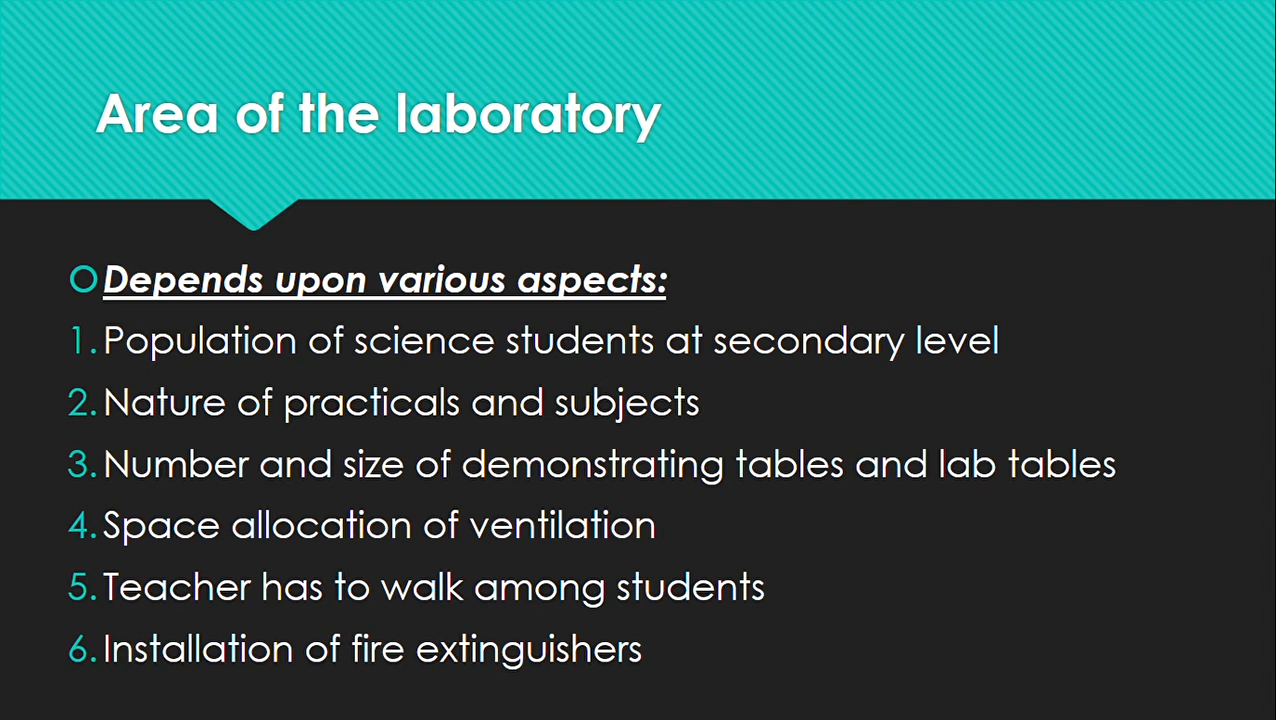 Area of the laboratory
Depends upon various aspects:
1. Population of science students at secondary level
2. Nature of practicals and subjects
3. Number and size of demonstrating tables and lab tables
4. Space allocation of ventilation
5. Teacher has to walk among students
6. Installation of fire extinguishers